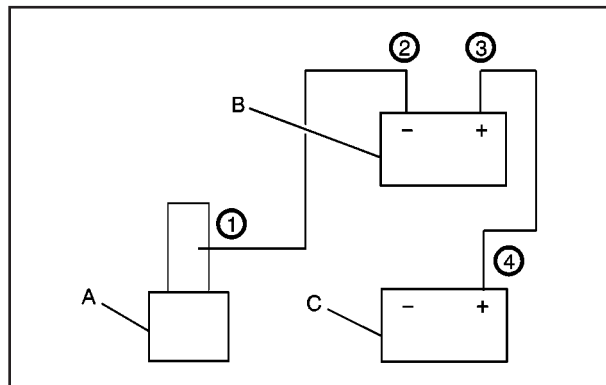 ② ③
B
– +
①
④
A
C
– +